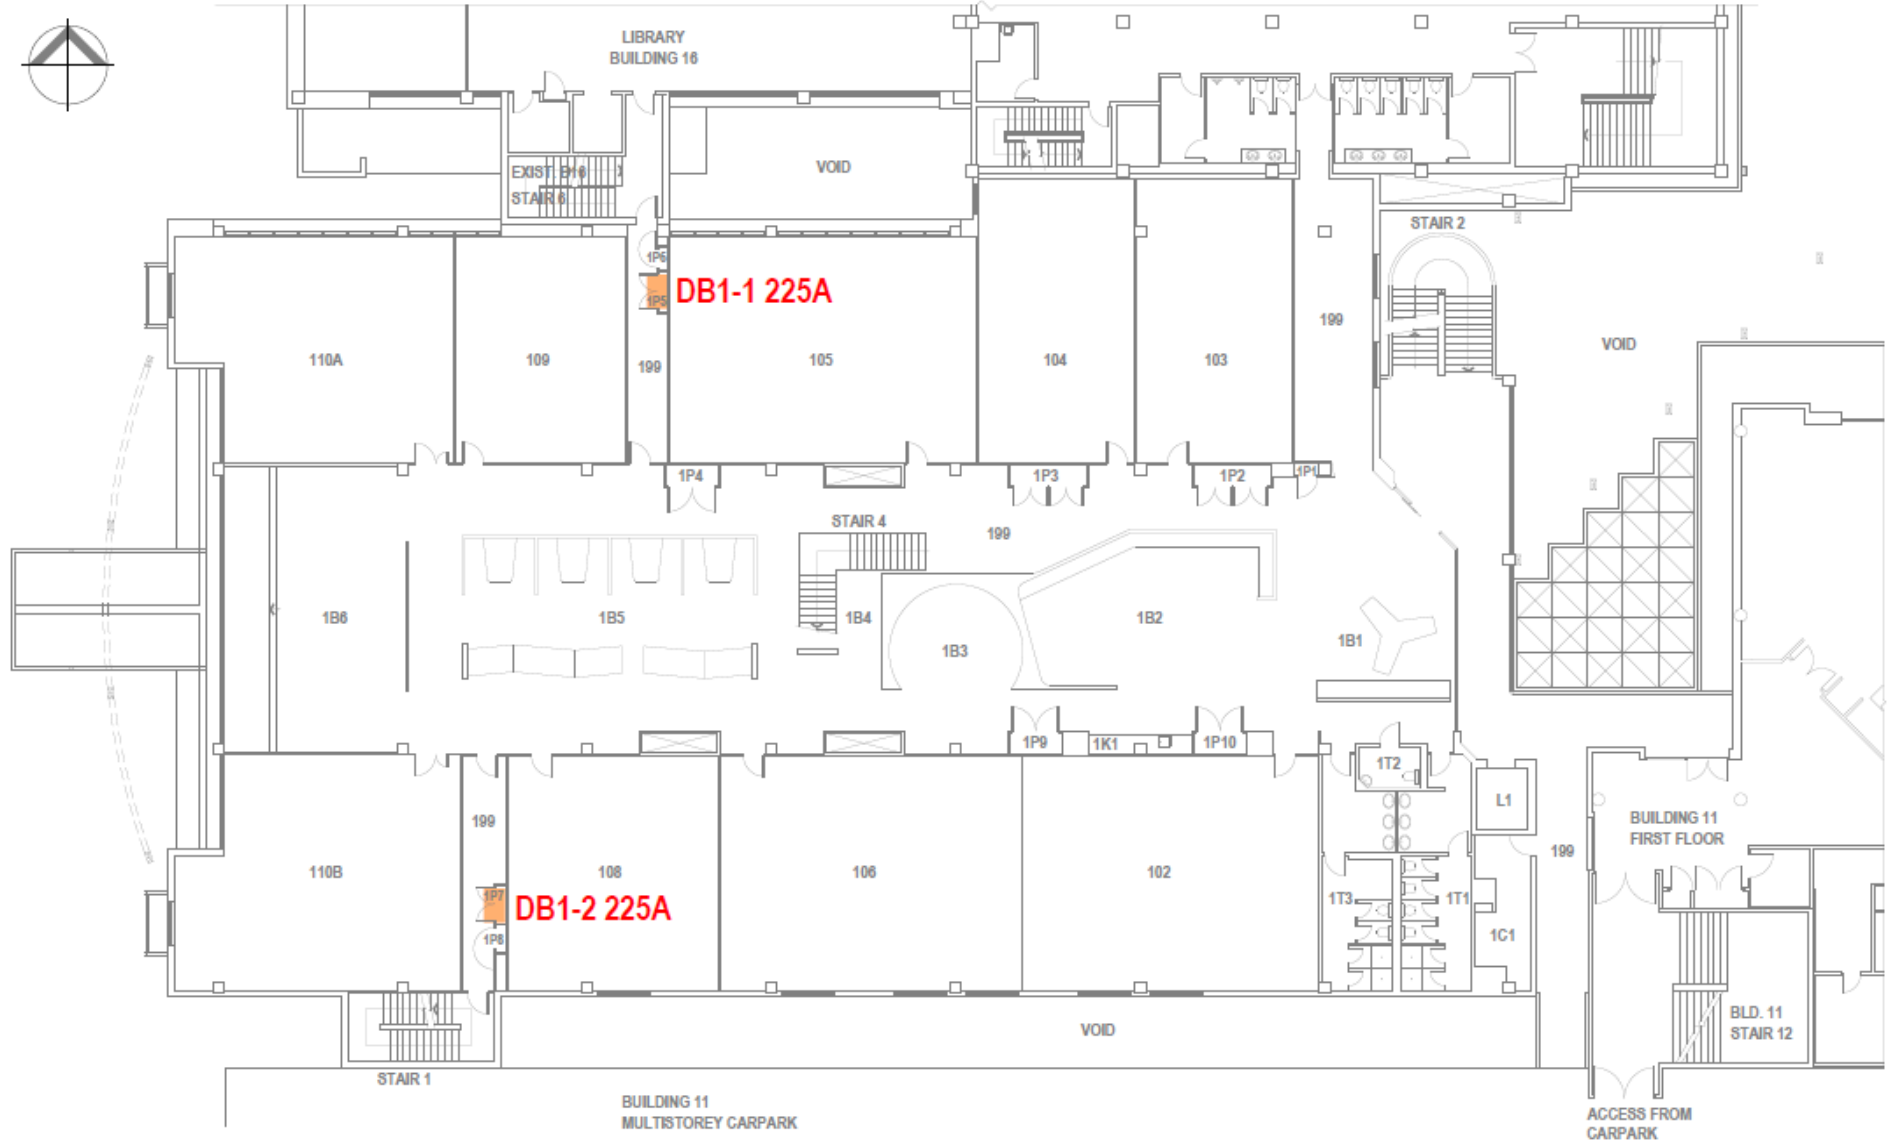 LIBRARY
BUILDING 16
VOID
EXIST. B16
STAIR 6
STAIR 2
1P6
1P5
DB1-1 225A
199
VOID
110A
109
199
105
104
103
1P4
1P3
1P2
1P1
STAIR 4
199
1B6
1B5
1B4
1B3
1B2
1B1
1P9
1K1
1P10
1T2
L1
199
BUILDING 11
FIRST FLOOR
199
110B
108
106
102
1P7
DB1-2 225A
1P8
1T3
1T1
1C1
BLD. 11
STAIR 12
VOID
STAIR 1
BUILDING 11
MULTISTOREY CARPARK
ACCESS FROM
CARPARK